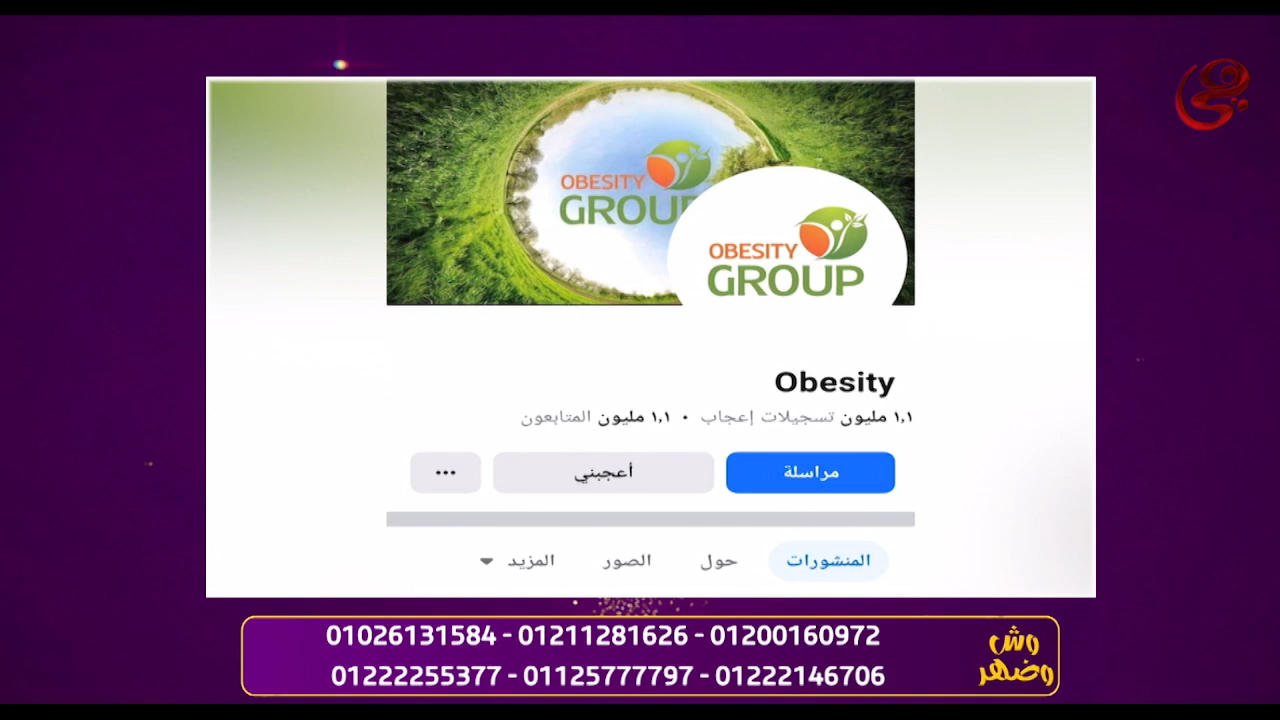 OBESITY
GROUP
OBESITY
GROUP
Obesity
١,١ مليون تسجيلات إعجاب • ١,١ مليون المتابعون
مراسلة
أعجبني
المنشورات
حول
الصور
المزيد
01026131584 - 01211281626 - 01200160972
01222255377 - 01125777797 - 01222146706
وش
وضهر